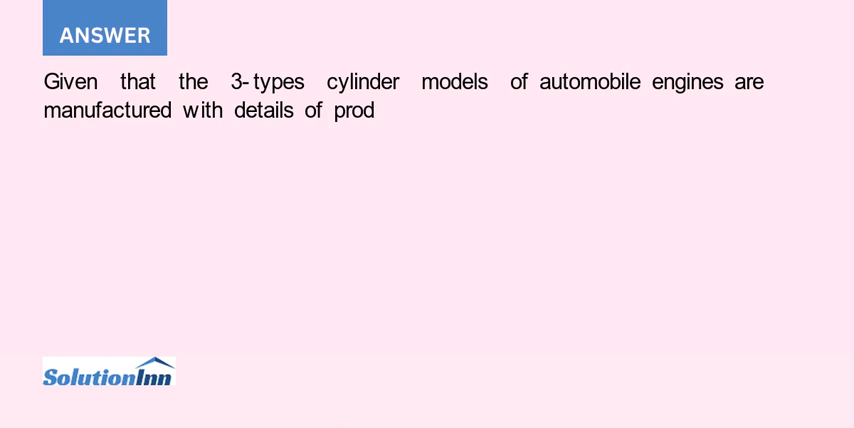 ANSWER
Given that the 3-types cylinder models of automobile engines are
manufactured with details of prod
SolutionInn